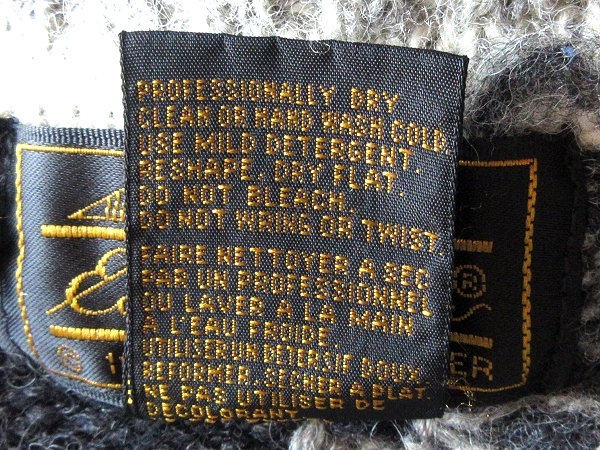 PROFESSIONALLY DRY
CLEAN OR HAND WASH COLD.
USE MILD DETERGENT.
RESHAPE, DRY FLAT.
DO NOT BLEACH.
DO NOT WRING OR TWIST.
FAIRE NETTOYER A SEC
PAR UN PROFESSIONNEL
OU LAVER A LA MAIN
A L'EAU FROIDE
UTILISER UN DETERSIF DOUX.
REFORMER, SECHER A PLAT.
NE PAS UTILISER DE
DECOLORANT
®
®